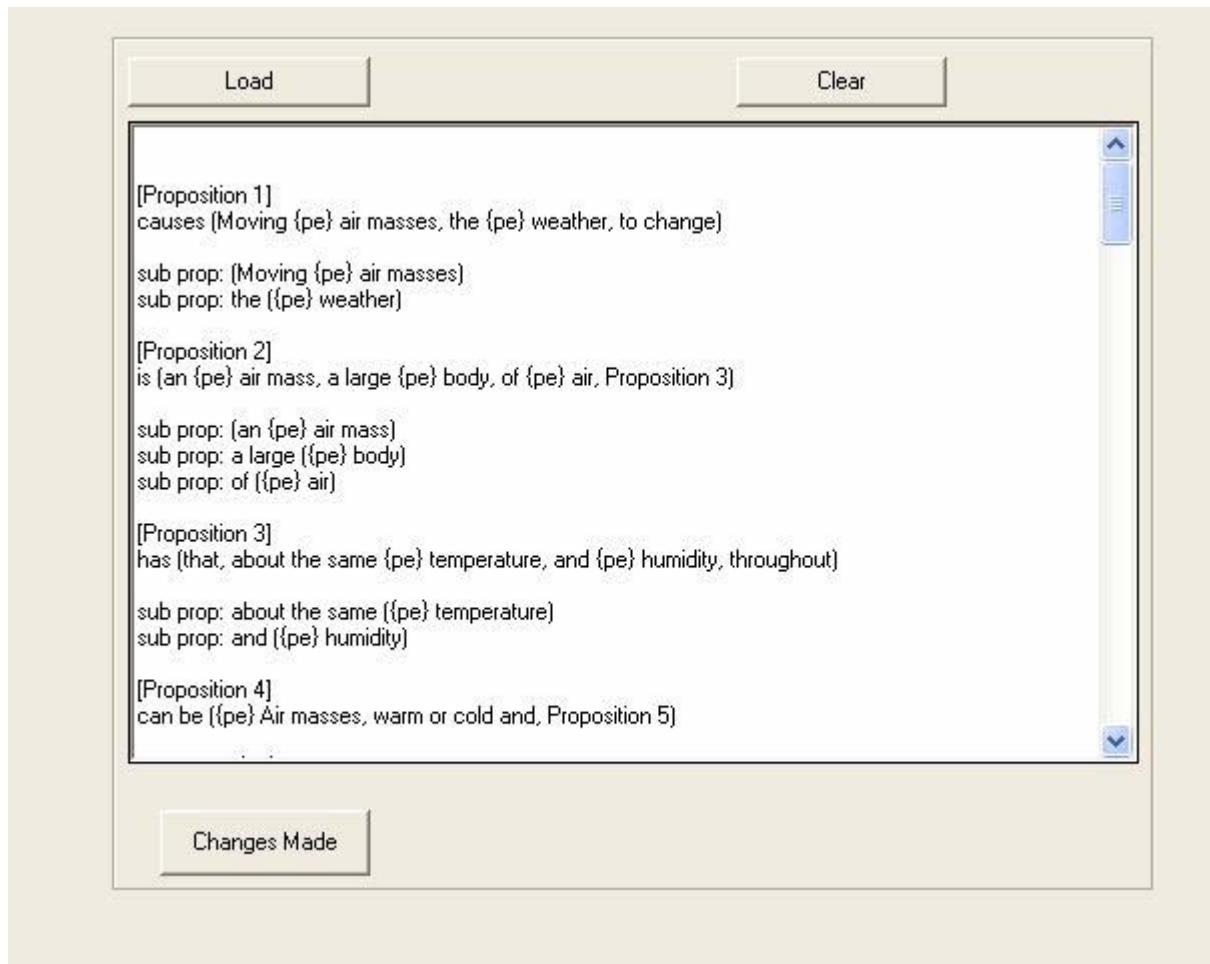 Load
Clear
[Proposition 1]
causes (Moving {pe} air masses, the {pe} weather, to change)
sub prop: (Moving {pe} air masses)
sub prop: the ({pe} weather)
[Proposition 2]
is (an {pe} air mass, a large {pe} body, of {pe} air, Proposition 3)
sub prop: (an {pe} air mass)
sub prop: a large ({pe} body)
sub prop: of ({pe} air)
[Proposition 3]
has (that, about the same {pe} temperature, and {pe} humidity, throughout)
sub prop: about the same ({pe} temperature)
sub prop: and ({pe} humidity)
[Proposition 4]
can be ({pe} Air masses, warm or cold and, Proposition 5)
Changes Made